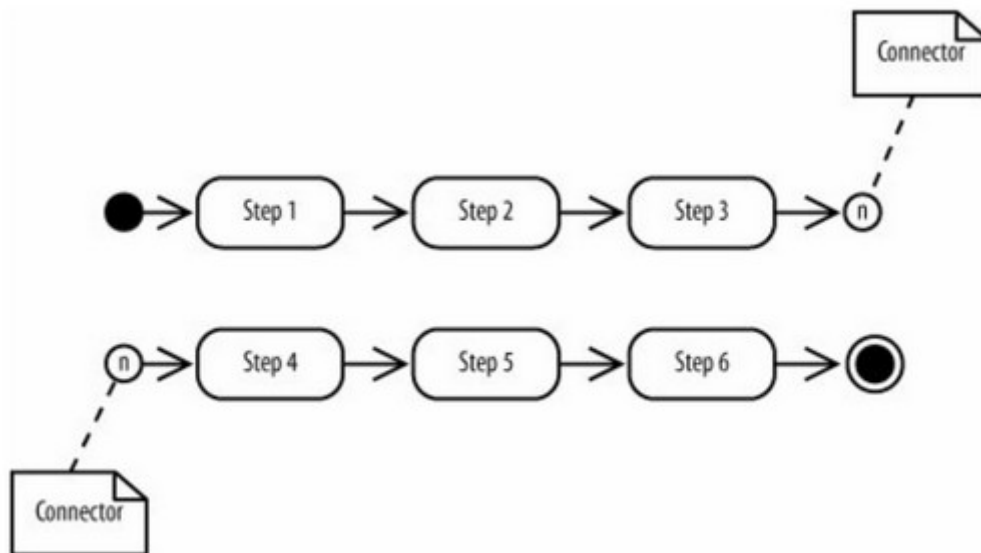 Connector
Step 1
Step 2
Step 3
n
n
Step 4
Step 5
Step 6
Connector